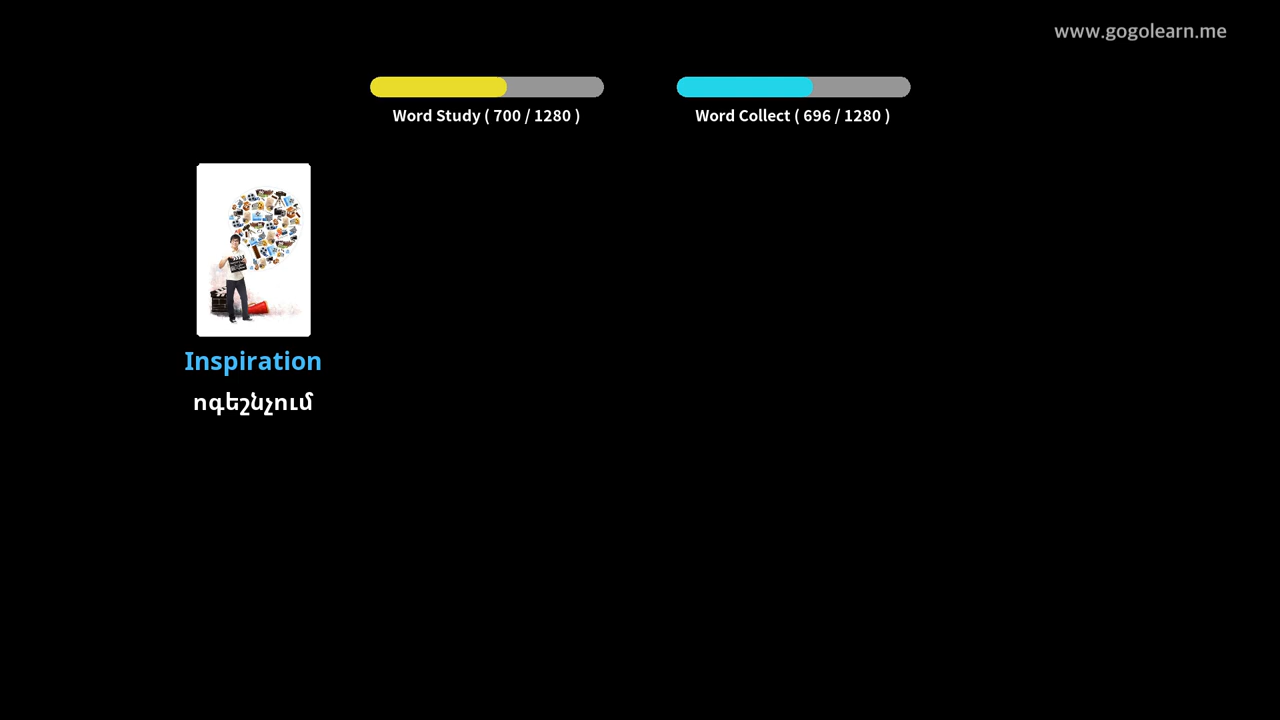 www.gogolearn.me
Word Study ( 700 / 1280 )
Word Collect ( 696 / 1280 )
Inspiration
ոգեշնչում